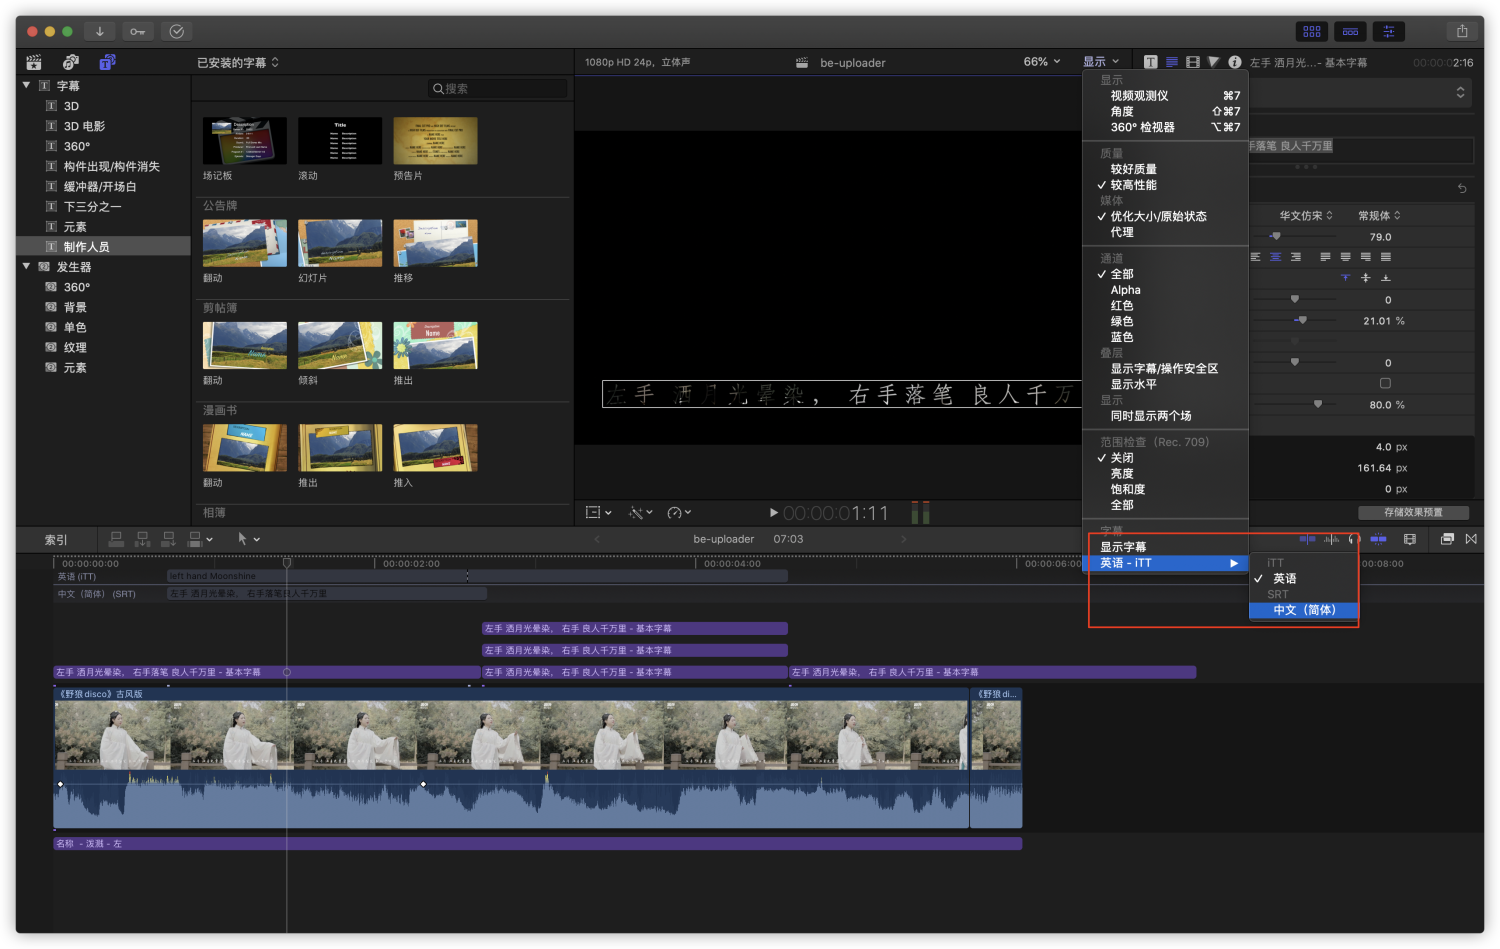 已安装的字幕
1080p HD 24p，立体声
be-uploader
66%
显示
左手 洒月光...- 基本字幕
00:00:00:02:16
字幕
3D
3D 电影
360°
构件出现/构件消失
缓冲器/开场白
下三分之一
元素
制作人员
发生器
360°
背景
单色
纹理
元素
搜索
场记板
滚动
预告片
公告牌
翻动
幻灯片
推移
剪帖簿
翻动
倾斜
推出
漫画书
翻动
推出
推入
相簿
左手 洒月光晕染， 右手落笔 良人千万
00:00:00:01:11
显示
视频观测仪 ⌘7
角度 ⇧⌘7
360° 检视器 ⌥⌘7
质量
较好质量
✓ 较高性能
媒体
✓ 优化大小/原始状态
代理
通道
✓ 全部
Alpha
红色
绿色
蓝色
叠层
显示字幕/操作安全区
显示水平
显示
同时显示两个场
范围检查（Rec. 709）
✓ 关闭
亮度
饱和度
全部
字幕
显示字幕
英语 - iTT
iTT
✓ 英语
SRT
中文（简体）
手落笔 良人千万里
华文仿宋
常规体
79.0
0
21.01 %
0
80.0 %
4.0 px
161.64 px
0 px
存储效果预置
索引
be-uploader
07:03
00:00:00:00
00:00:02:00
00:00:04:00
00:00:06:00
00:08:00
英语 (iTT)
left hand Moonshine
中文（简体） (SRT)
左手 洒月光晕染， 右手落笔良人千万里
左手 洒月光晕染， 右手 良人千万里 - 基本字幕
左手 洒月光晕染， 右手 良人千万里 - 基本字幕
左手 洒月光晕染， 右手落笔 良人千万里 - 基本字幕
左手 洒月光晕染， 右手 良人千万里 - 基本字幕
左手 洒月光晕染， 右手 良人千万里 - 基本字幕
《野狼disco》古风版
《野狼di...
名称 - 泼溅 - 左